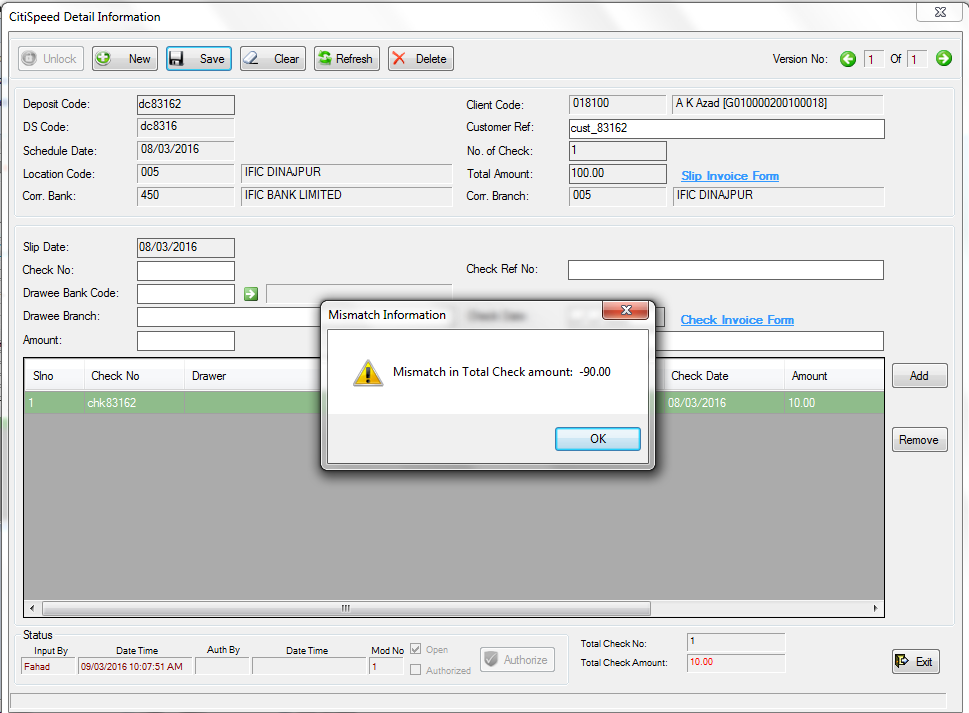 CitiSpeed Detail Information
Unlock New Save Clear Refresh Delete Version No: 1 Of 1
Deposit Code: dc83162 Client Code: 018100 A K Azad [G010000200100018]
DS Code: dc8316 Customer Ref: cust_83162
Schedule Date: 08/03/2016 No. of Check: 1
Location Code: 005 IFIC DINAJPUR Total Amount: 100.00 Slip Invoice Form
Corr. Bank: 450 IFIC BANK LIMITED Corr. Branch: 005 IFIC DINAJPUR
Slip Date: 08/03/2016
Check No: Check Ref No:
Drawee Bank Code:
Drawee Branch: Check Date: Check Invoice Form
Amount:
Mismatch Information
Mismatch in Total Check amount: -90.00
OK
Slno Check No Drawer Check Date Amount Add
1 chk83162 08/03/2016 10.00
Remove
Status
Input By Date Time Auth By Date Time Mod No Open Authorize Total Check No: 1
Fahad 09/03/2016 10:07:51 AM 1 Authorized Total Check Amount: 10.00 Exit